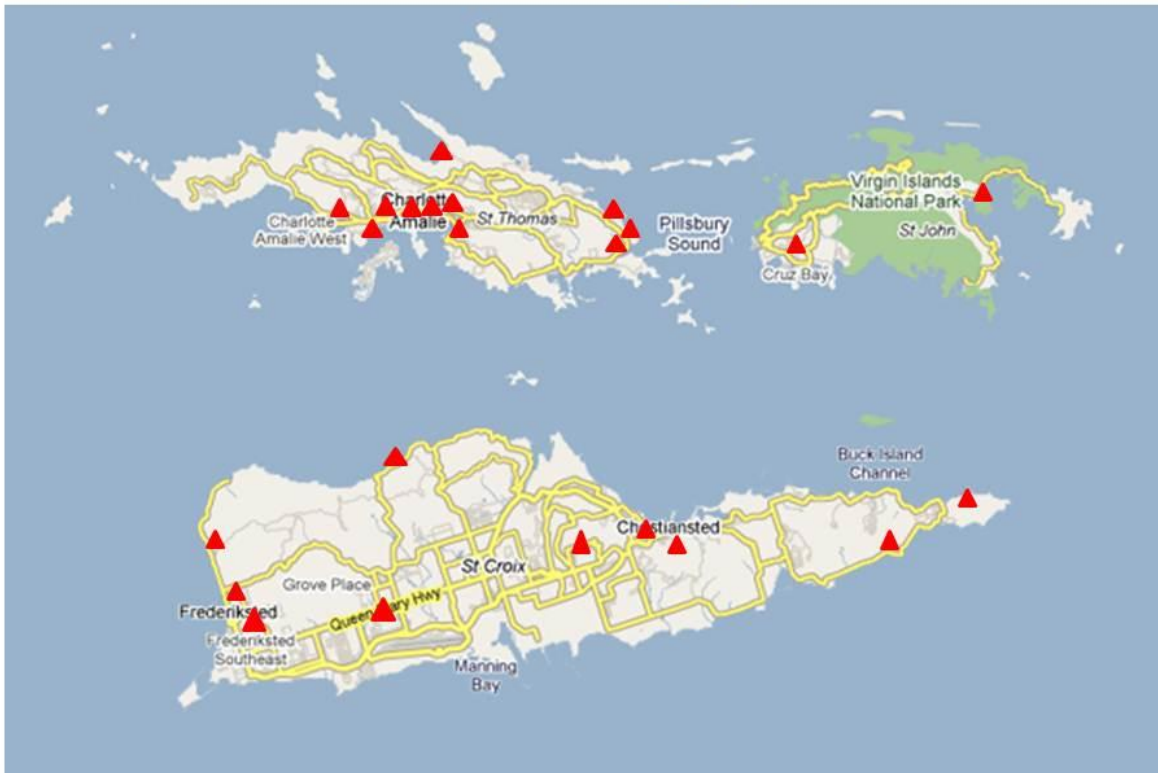 Virgin Islands
National Park
Charlotte
Amalie
St Thomas
Charlotte
Amalie West
Pillsbury
Sound
St John
Cruz Bay
Buck Island
Channel
Christiansted
St Croix
Grove Place
Queen Mary Hwy
Frederiksted
Frederiksted
Southeast
Manning
Bay